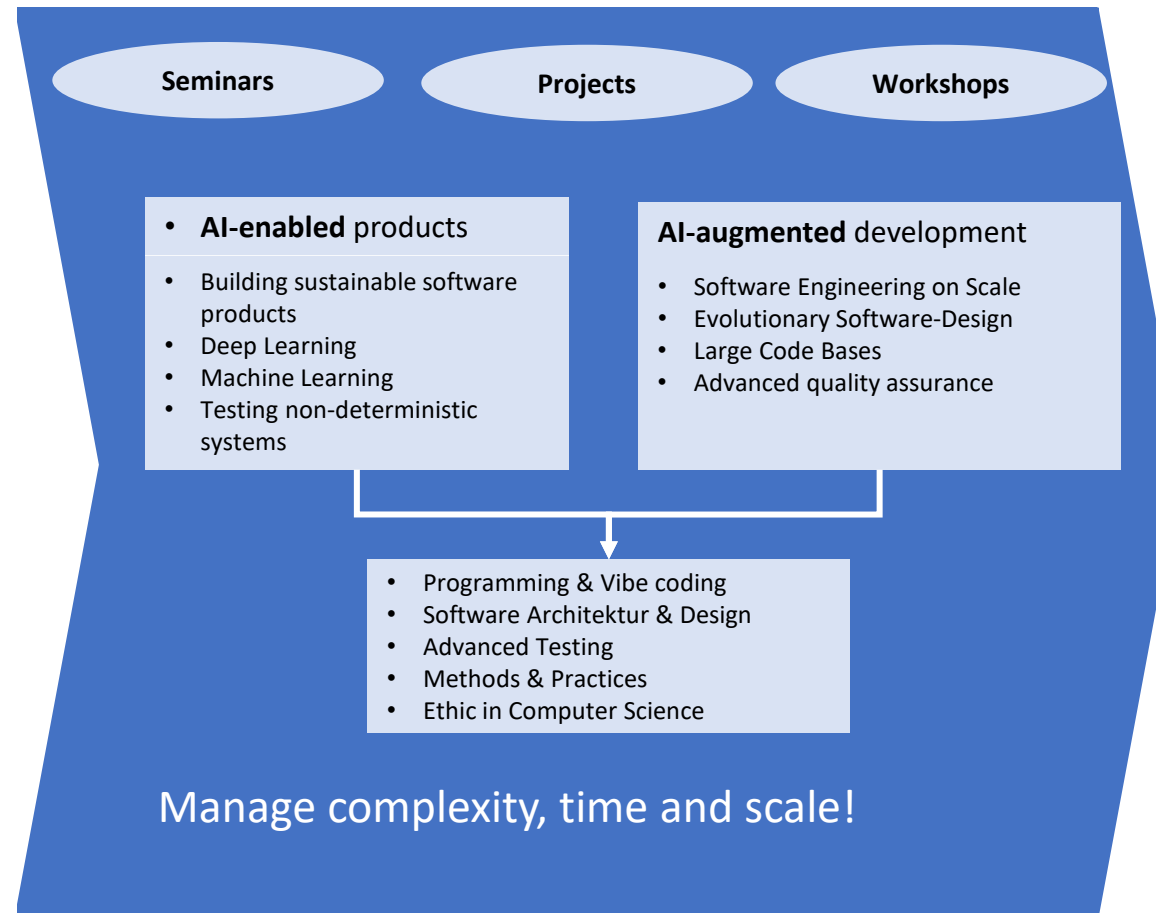 Seminars
Projects
Workshops
• AI-enabled products
• Building sustainable software
products
• Deep Learning
• Machine Learning
• Testing non-deterministic
systems
AI-augmented development
• Software Engineering on Scale
• Evolutionary Software-Design
• Large Code Bases
• Advanced quality assurance
• Programming & Vibe coding
• Software Architektur & Design
• Advanced Testing
• Methods & Practices
• Ethic in Computer Science
Manage complexity, time and scale!